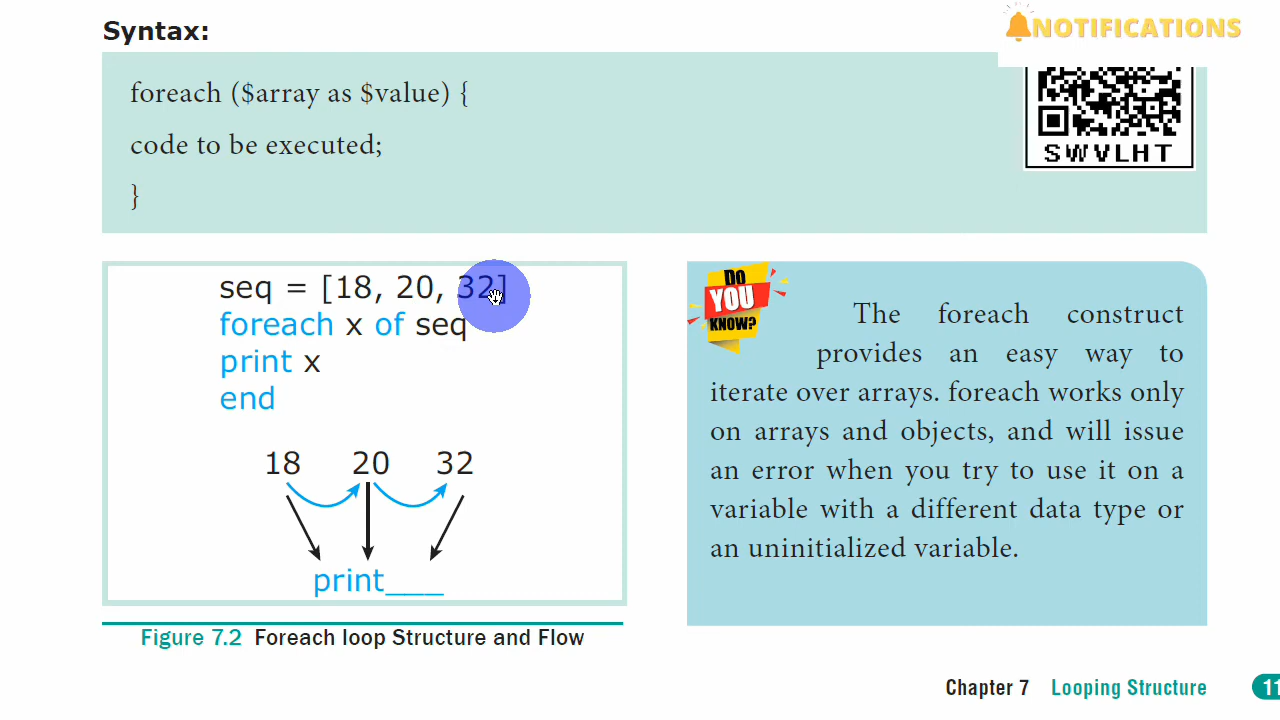 Syntax:
NOTIFICATIONS
foreach ($array as $value) {
code to be executed;
}
SWVLHT
seq = [18, 20, 32]
foreach x of seq
print x
end
18 20 32
print___
Figure 7.2 Foreach loop Structure and Flow
DO
YOU
KNOW?
The foreach construct
provides an easy way to
iterate over arrays. foreach works only
on arrays and objects, and will issue
an error when you try to use it on a
variable with a different data type or
an uninitialized variable.
Chapter 7 Looping Structure